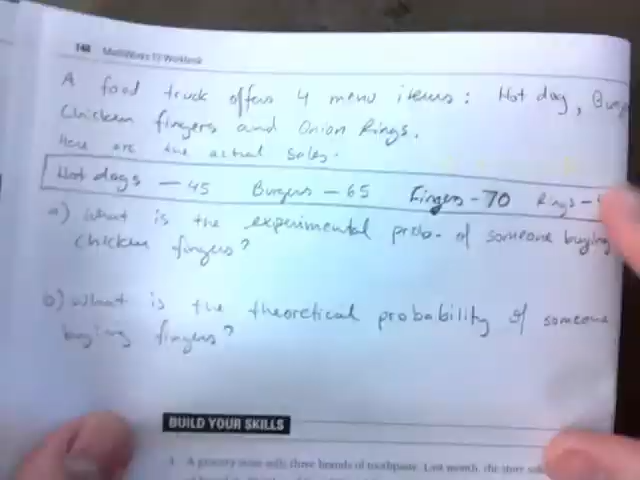 148 MathWorks 12 Workbook
A food truck offers 4 menu items: Hot dog,
Chicken fingers and Onion Rings.
Here are the actual sales.
Hot dogs — 45 Burgers — 65 Fingers - 70 Rings -
a) What is the experimental prob. of someone buying
Chicken fingers?
b) What is the theoretical probability of someone
buying fingers?
BUILD YOUR SKILLS
A grocery store sells three brands of toothpaste. Last month, the store